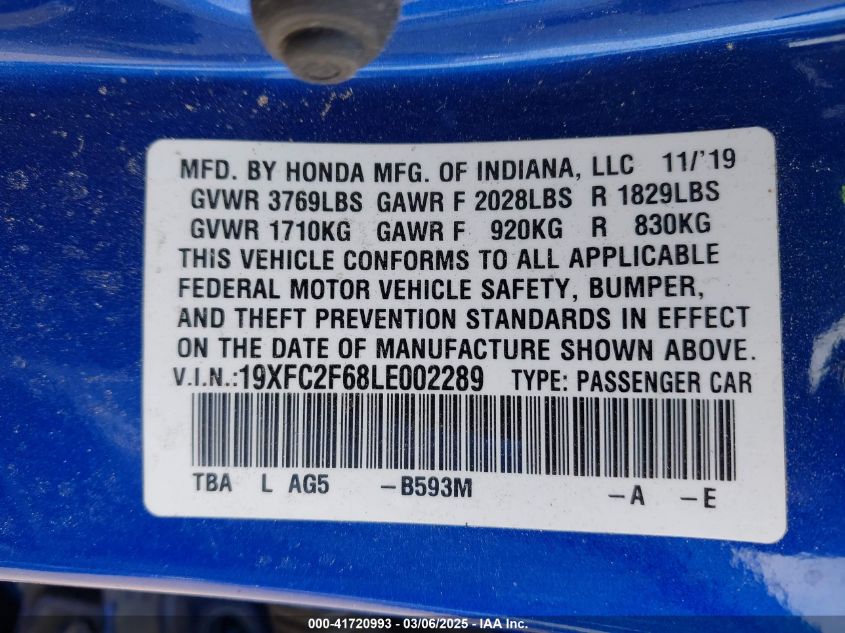 MFD. BY HONDA MFG. OF INDIANA, LLC 11/'19
GVWR 3769LBS GAWR F 2028LBS R 1829LBS
GVWR 1710KG GAWR F 920KG R 830KG
THIS VEHICLE CONFORMS TO ALL APPLICABLE
FEDERAL MOTOR VEHICLE SAFETY, BUMPER,
AND THEFT PREVENTION STANDARDS IN EFFECT
ON THE DATE OF MANUFACTURE SHOWN ABOVE.
V.I.N.:19XFC2F68LE002289 TYPE: PASSENGER CAR
TBA L AG5 -B593M -A -E
000-41720993 - 03/06/2025 - IAAI.COM